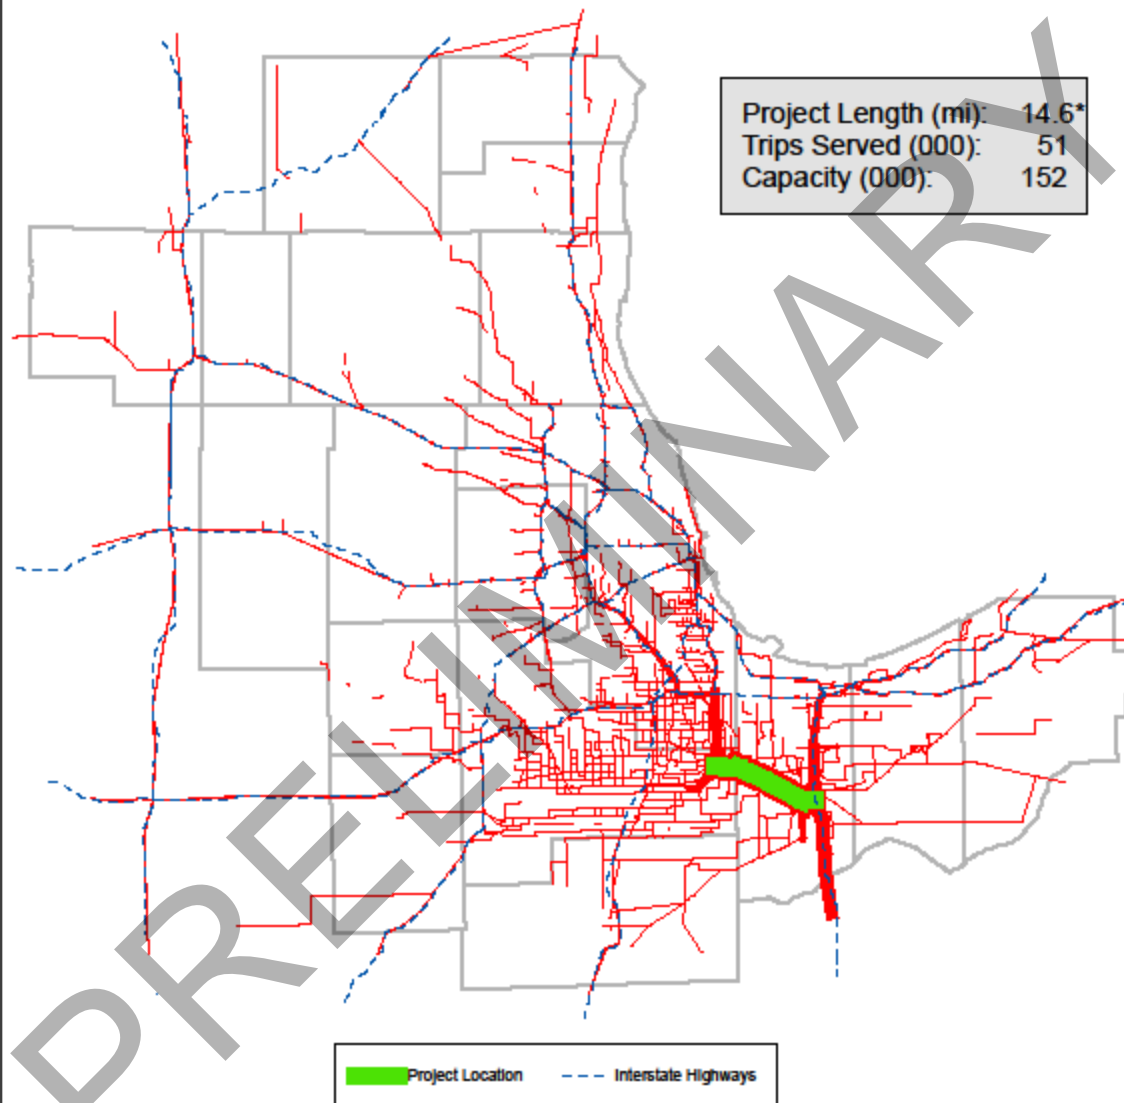 Project Length (mi): 14.6*
Trips Served (000): 51
Capacity (000): 152
PRELIMINARY
Project Location
Interstate Highways